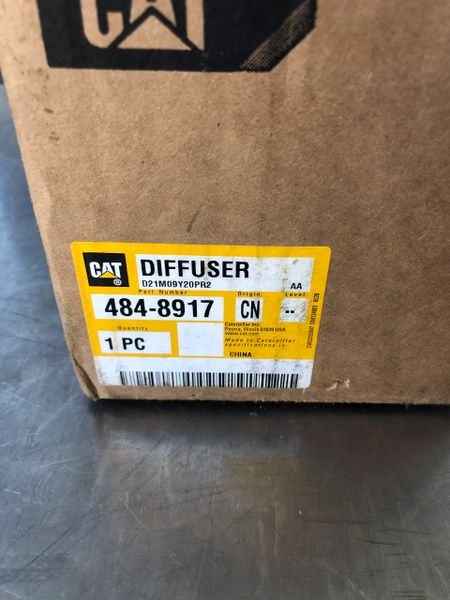 CAT
CAT DIFFUSER
D21M09Y20PR2 AA
Part Number Origin Level
484-8917 CN --
Quantity
1 PC
Caterpillar Inc.
Peoria, Illinois 61629 USA
www.cat.com
Made to Caterpillar
specifications in:
CHINA